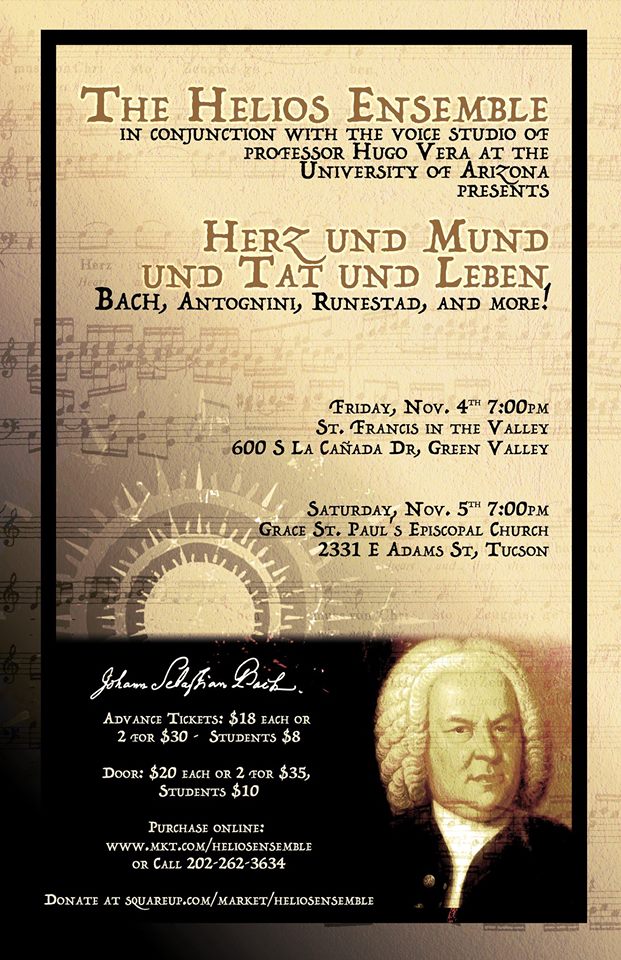 The Helios Ensemble
in conjunction with the voice studio of
professor Hugo Vera at the
University of Arizona
presents
Herz und Mund
und Tat und Leben
Bach, Antognini, Runestad, and more!
Friday, Nov. 4th 7:00pm
St. Francis in the Valley
600 S La Cañada Dr, Green Valley
Saturday, Nov. 5th 7:00pm
Grace St. Paul's Episcopal Church
2331 E Adams St, Tucson
Johann Sebastian Bach.
Advance Tickets: $18 each or
2 for $30 - Students $8
Door: $20 each or 2 for $35,
Students $10
Purchase online:
www.mkt.com/heliosensemble
or Call 202-262-3634
Donate at squareup.com/market/heliosensemble